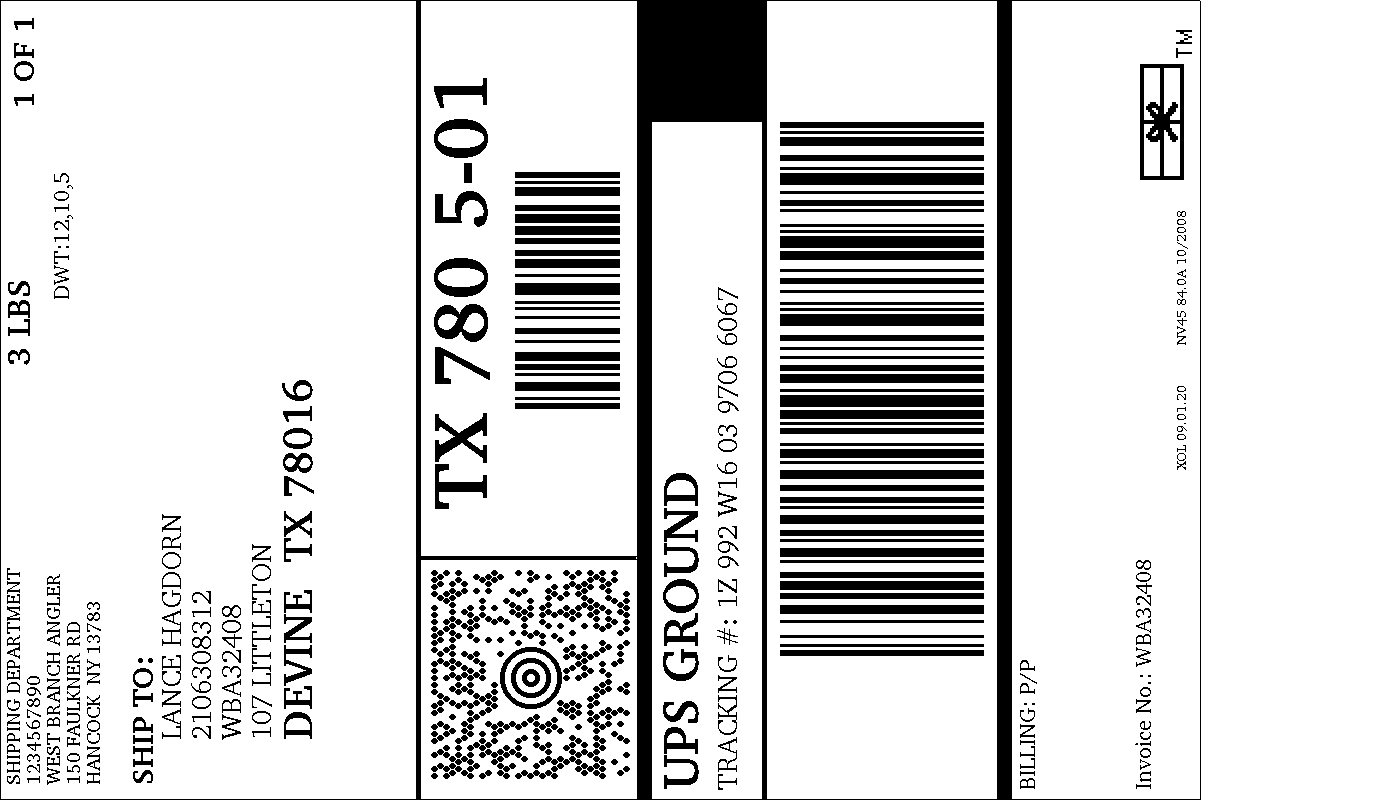 SHIPPING DEPARTMENT
1234567890
WEST BRANCH ANGLER
150 FAULKNER RD
HANCOCK NY 13783
3 LBS
1 OF 1
DWT:12,10,5
SHIP TO:
LANCE HAGDORN
2106308312
WBA32408
107 LITTLETON
DEVINE TX 78016
TX 780 5-01
UPS GROUND
TRACKING #: 1Z 992 W16 03 9706 6067
BILLING: P/P
Invoice No.: WBA32408
XOL 09.01.20 NV45 84.0A 10/2008
TM